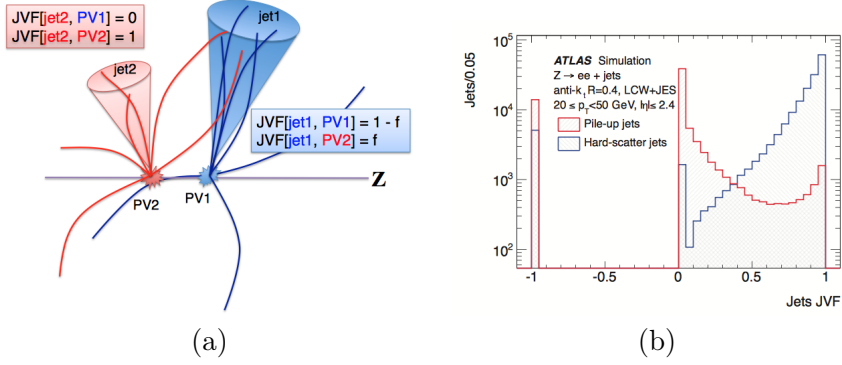 JVF[jet2, PV1] = 0
JVF[jet2, PV2] = 1
jet1
jet2
JVF[jet1, PV1] = 1 - f
JVF[jet1, PV2] = f
Z
PV2
PV1
(a)
Jets/0.05
10⁵
10⁴
10³
10²
ATLAS Simulation
Z → ee + jets
anti-kₜ R=0.4, LCW+JES
20 ≤ pT<50 GeV, |η|≤ 2.4
Pile-up jets
Hard-scatter jets
-1
-0.5
0
0.5
1
Jets JVF
(b)